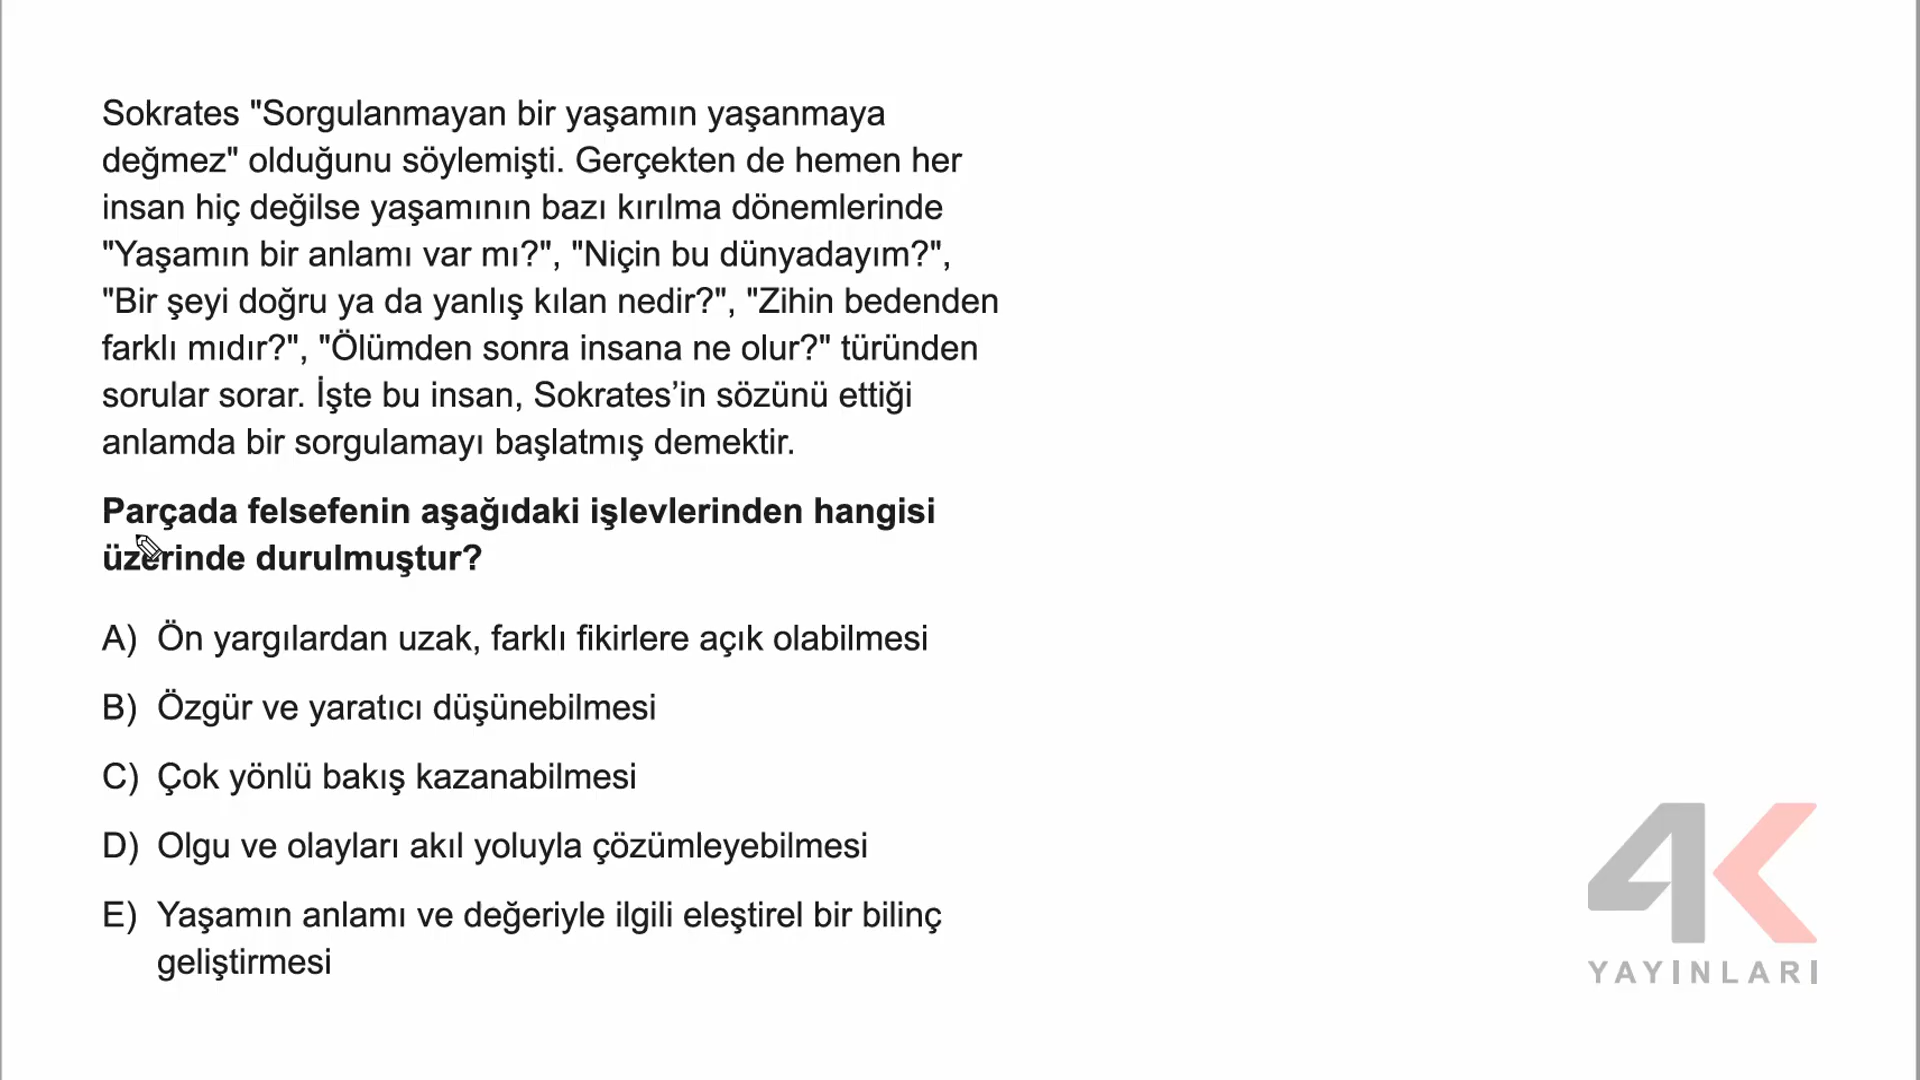 Sokrates "Sorgulanmayan bir yaşamın yaşanmaya
değmez" olduğunu söylemişti. Gerçekten de hemen her
insan hiç değilse yaşamının bazı kırılma dönemlerinde
"Yaşamın bir anlamı var mı?", "Niçin bu dünyadayım?",
"Bir şeyi doğru ya da yanlış kılan nedir?", "Zihin bedenden
farklı mıdır?", "Ölümden sonra insana ne olur?" türünden
sorular sorar. İşte bu insan, Sokrates’in sözünü ettiği
anlamda bir sorgulamayı başlatmış demektir.
Parçada felsefenin aşağıdaki işlevlerinden hangisi
üzerinde durulmuştur?
A) Ön yargılardan uzak, farklı fikirlere açık olabilmesi
B) Özgür ve yaratıcı düşünebilmesi
C) Çok yönlü bakış kazanabilmesi
D) Olgu ve olayları akıl yoluyla çözümleyebilmesi
E) Yaşamın anlamı ve değeriyle ilgili eleştirel bir bilinç
geliştirmesi
4K
YAYINLARI